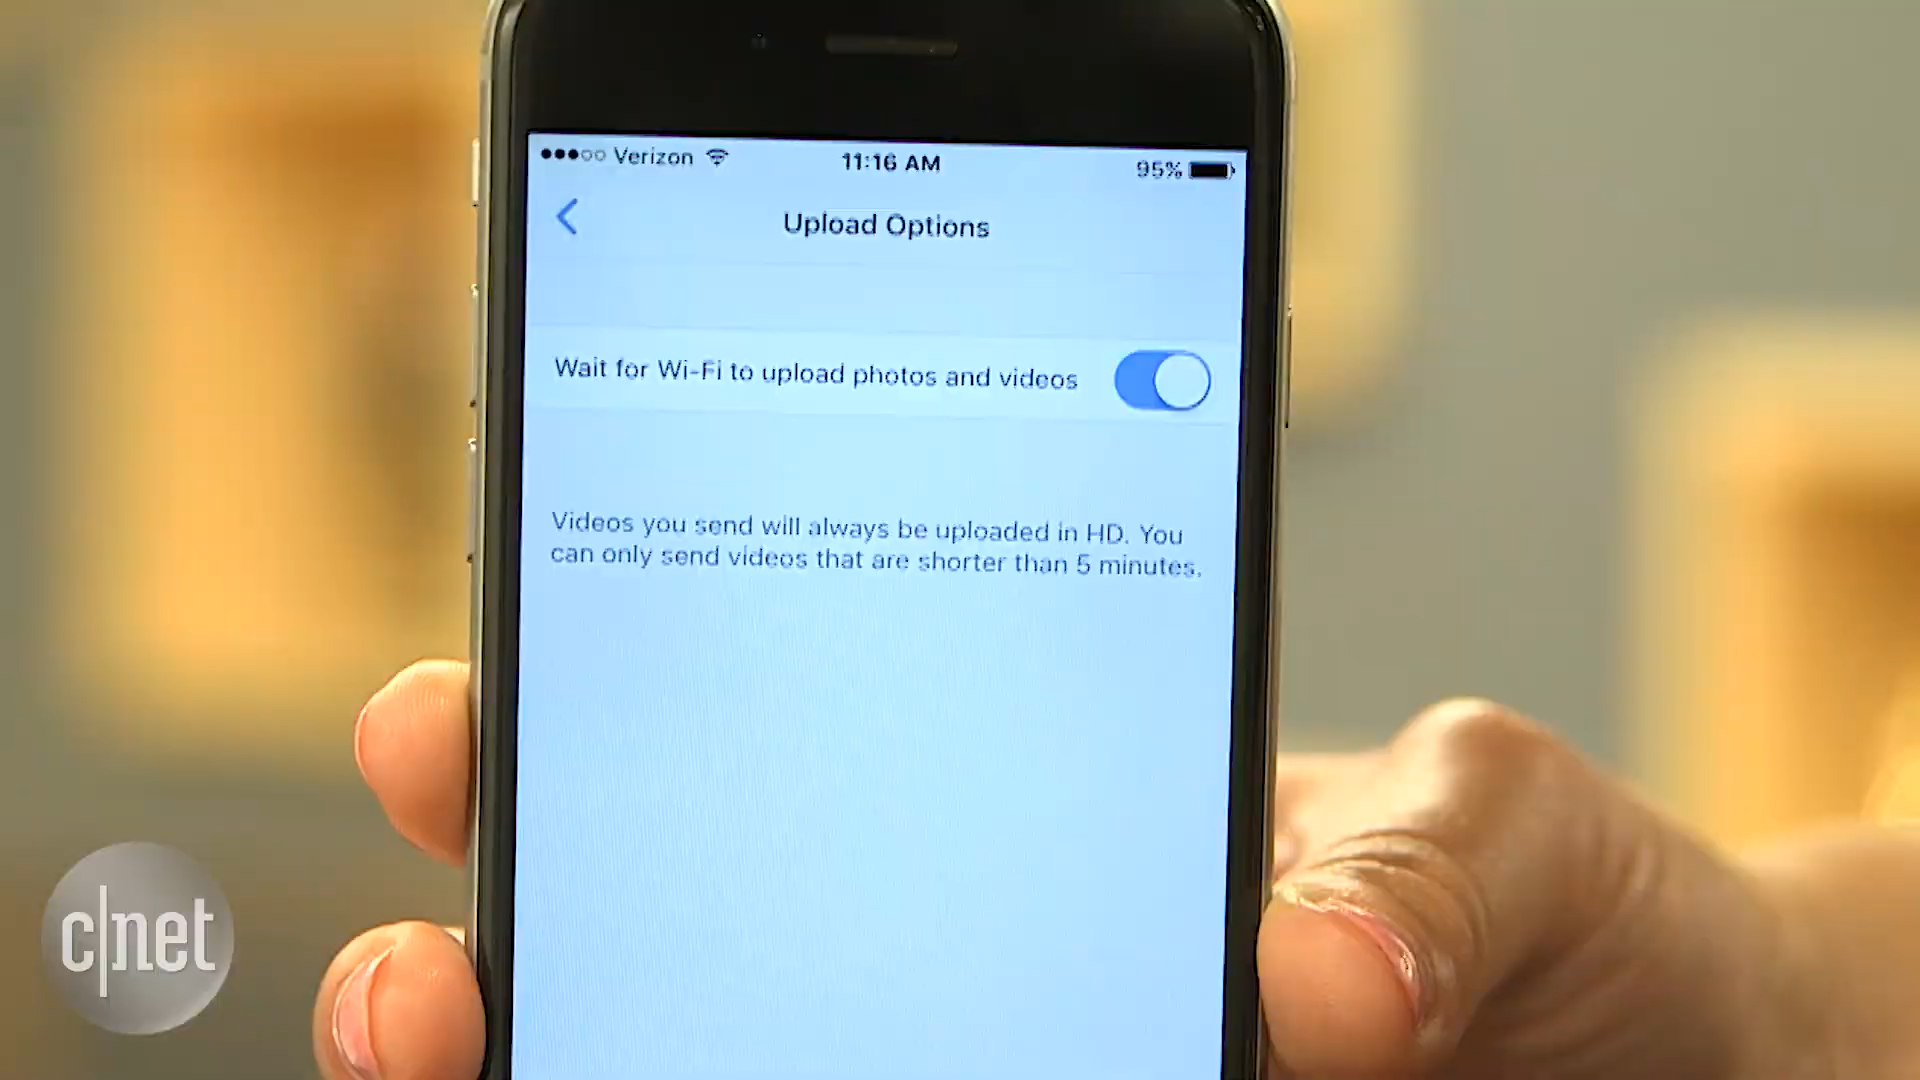 Verizon 11:16 AM 95%
Upload Options
Wait for Wi-Fi to upload photos and videos
Videos you send will always be uploaded in HD. You
can only send videos that are shorter than 5 minutes.
c|net